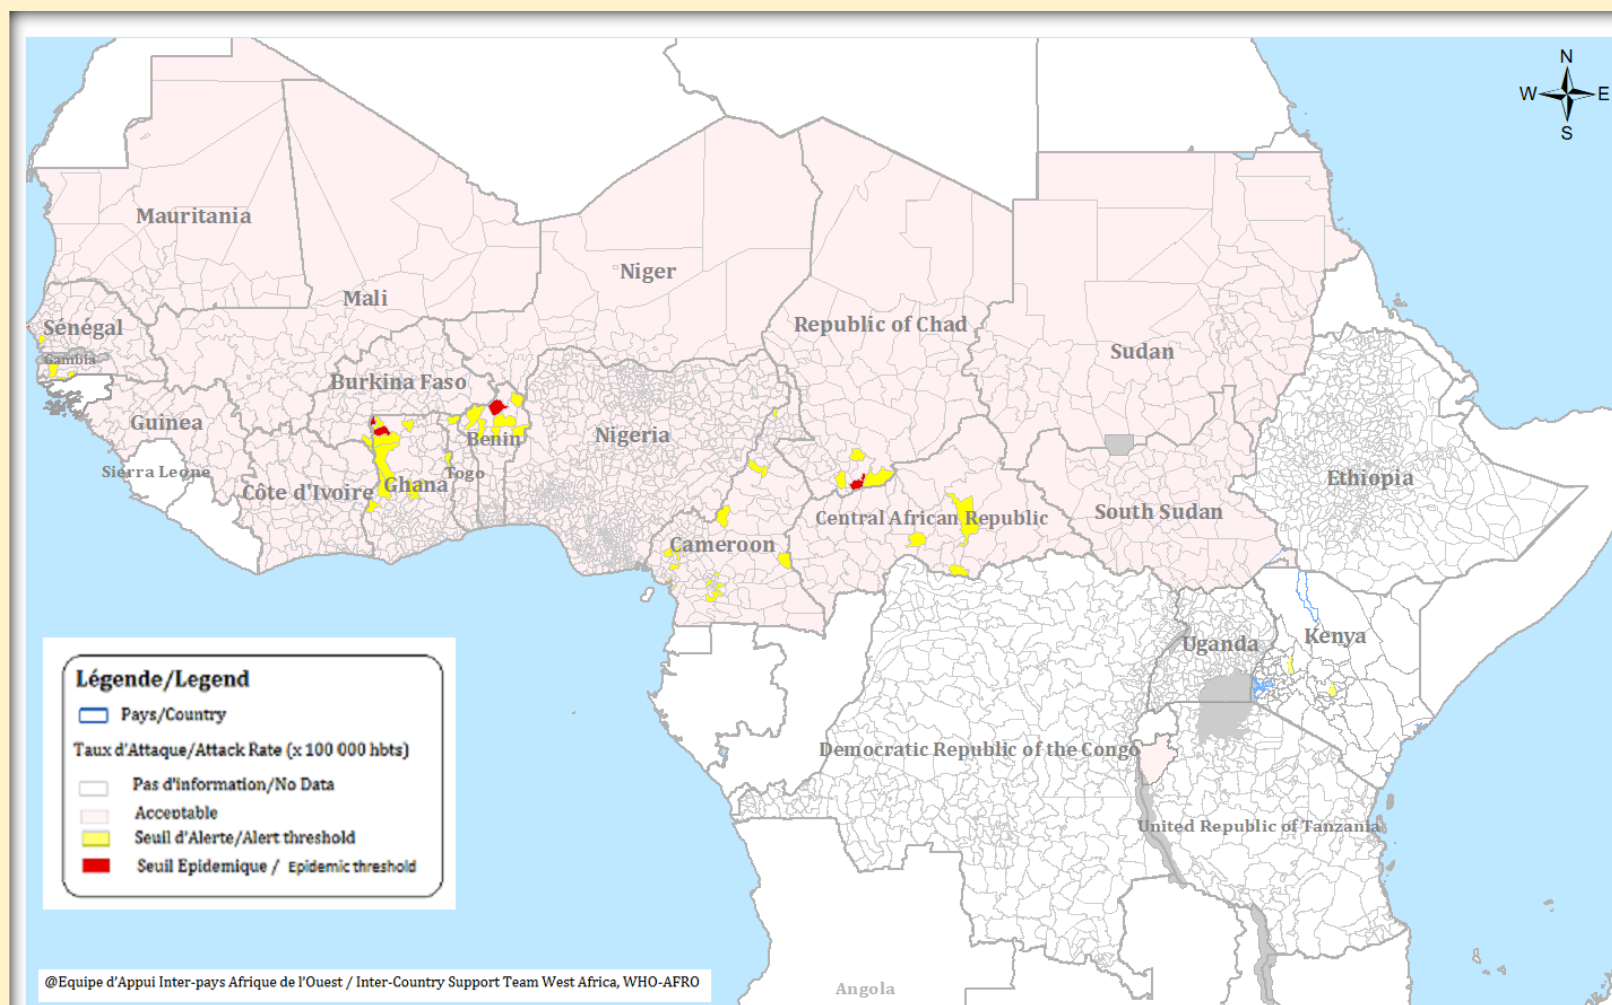 N
W E
S
Mauritania
Niger
Mali
Sénégal
Republic of Chad
Sudan
Gambia
Burkina Faso
Guinea
Benin
Nigeria
Sierra Leone
Togo
Côte d'Ivoire
Ghana
Ethiopia
Central African Republic
South Sudan
Cameroon
Uganda
Kenya
Democratic Republic of the Congo
United Republic of Tanzania
Angola
Légende/Legend
Pays/Country
Taux d'Attaque/Attack Rate (x 100 000 hbts)
Pas d'information/No Data
Acceptable
Seuil d'Alerte/Alert threshold
Seuil Epidemique / Epidemic threshold
@Equipe d'Appui Inter-pays Afrique de l'Ouest / Inter-Country Support Team West Africa, WHO-AFRO